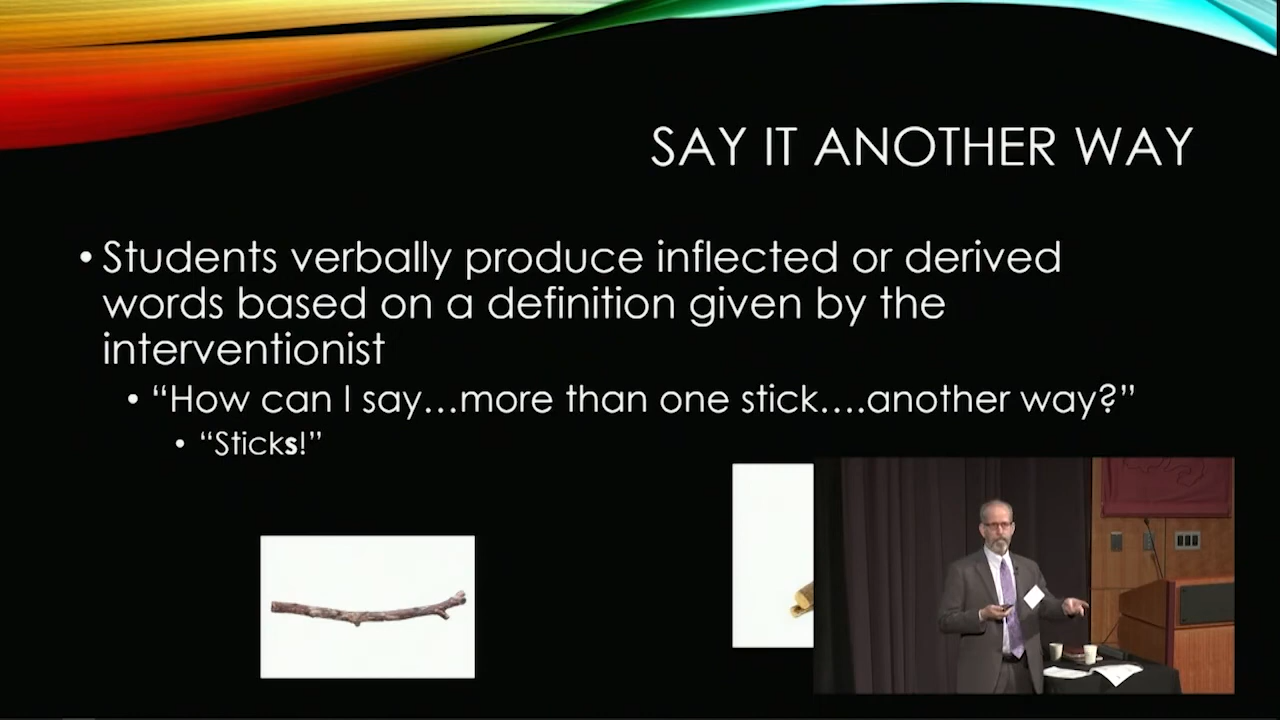 SAY IT ANOTHER WAY
• Students verbally produce inflected or derived
words based on a definition given by the
interventionist
• “How can I say…more than one stick….another way?”
• “Sticks!”